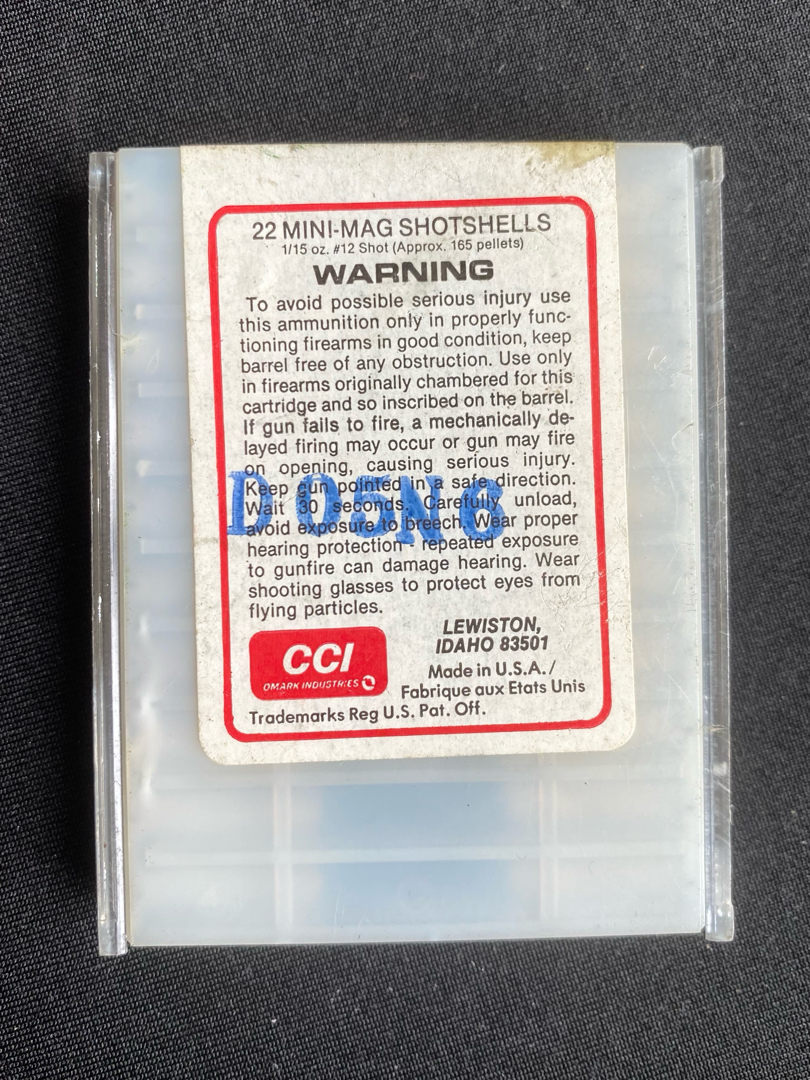 22 MINI-MAG SHOTSHELLS
1/15 oz. #12 Shot (Approx. 165 pellets)
WARNING
To avoid possible serious injury use
this ammunition only in properly func-
tioning firearms in good condition, keep
barrel free of any obstruction. Use only
in firearms originally chambered for this
cartridge and so inscribed on the barrel.
If gun fails to fire, a mechanically de-
layed firing may occur or gun may fire
on opening, causing serious injury.
Keep gun pointed in a safe direction.
Wait 30 seconds. Carefully unload,
avoid exposure to breech. Wear proper
hearing protection - repeated exposure
to gunfire can damage hearing. Wear
shooting glasses to protect eyes from
flying particles.
D05N8
CCI
OMARK INDUSTRIES
LEWISTON,
IDAHO 83501
Made in U.S.A./
Fabrique aux Etats Unis
Trademarks Reg U.S. Pat. Off.